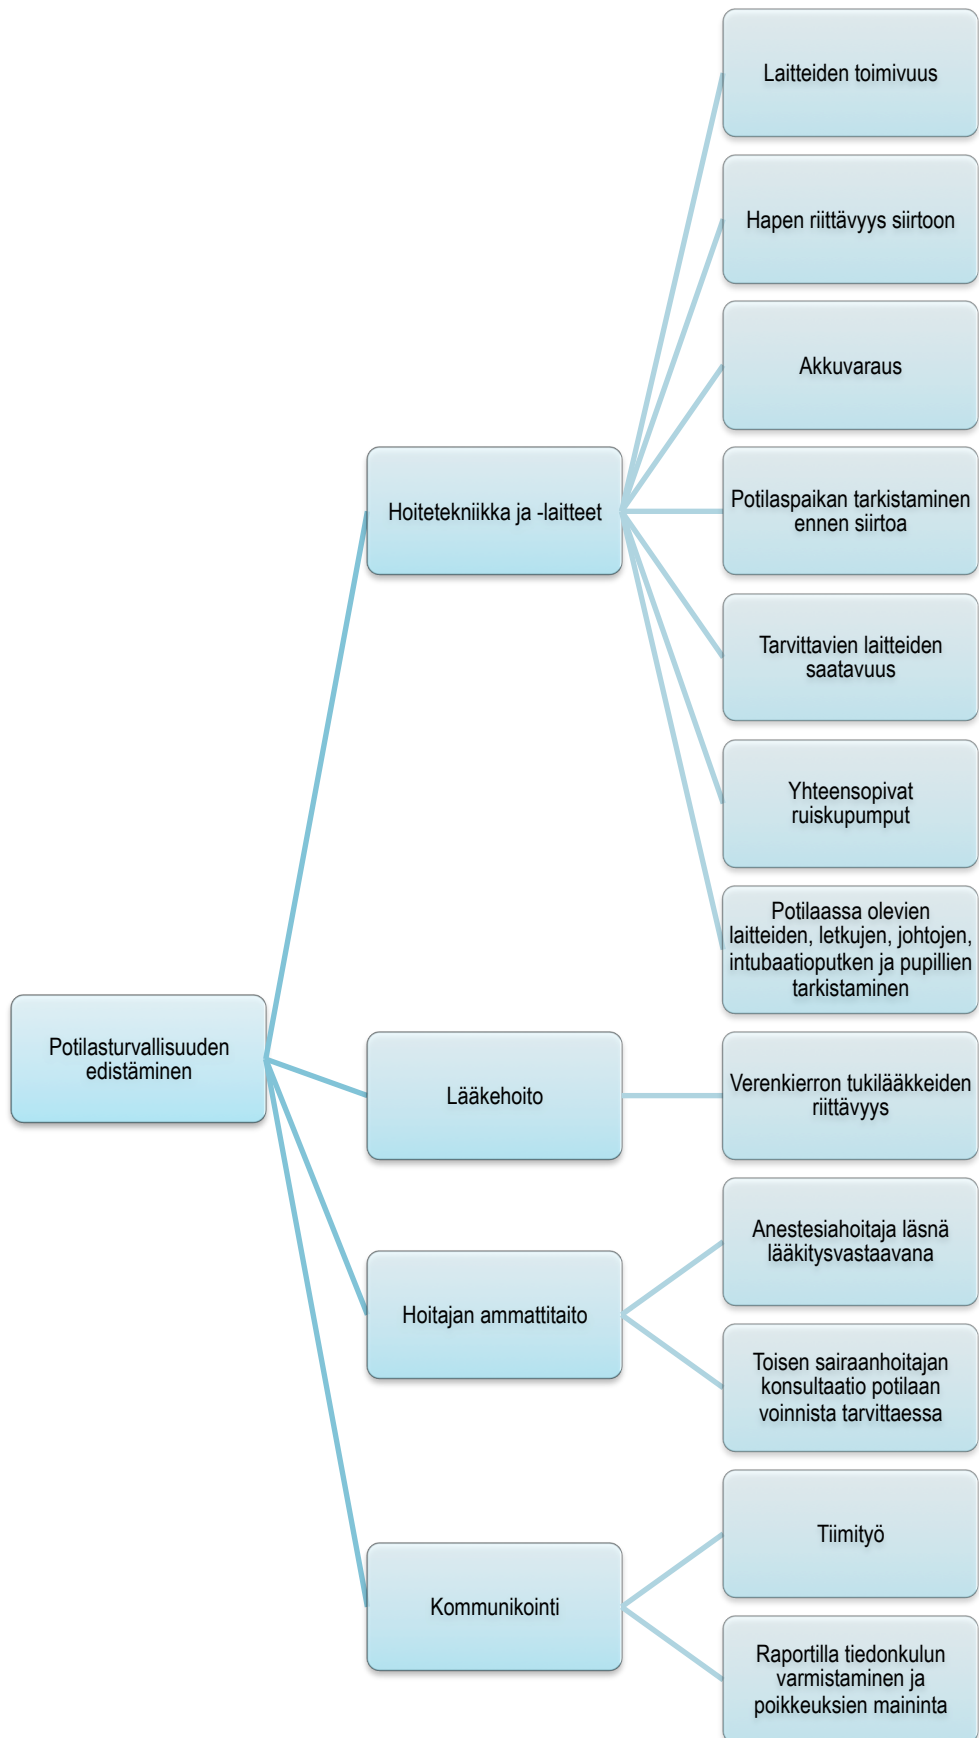 Laitteiden toimivuus
Hapen riittävyys siirtoon
Akkuvaraus
Hoitetekniikka ja -laitteet
Potilaspaikan tarkistaminen
ennen siirtoa
Tarvittavien laitteiden
saatavuus
Yhteensopivat
ruiskupumput
Potilaassa olevien
laitteiden, letkujen, johtojen,
intubaatioputken ja pupillien
tarkistaminen
Potilasturvallisuuden
edistäminen
Lääkehoito
Verenkierron tukilääkkeiden
riittävyys
Hoitajan ammattitaito
Anestesiahoitaja läsnä
lääkitysvastaavana
Toisen sairaanhoitajan
konsultaatio potilaan
voinnista tarvittaessa
Kommunikointi
Tiimityö
Raportilla tiedonkulun
varmistaminen ja
poikkeuksien maininta